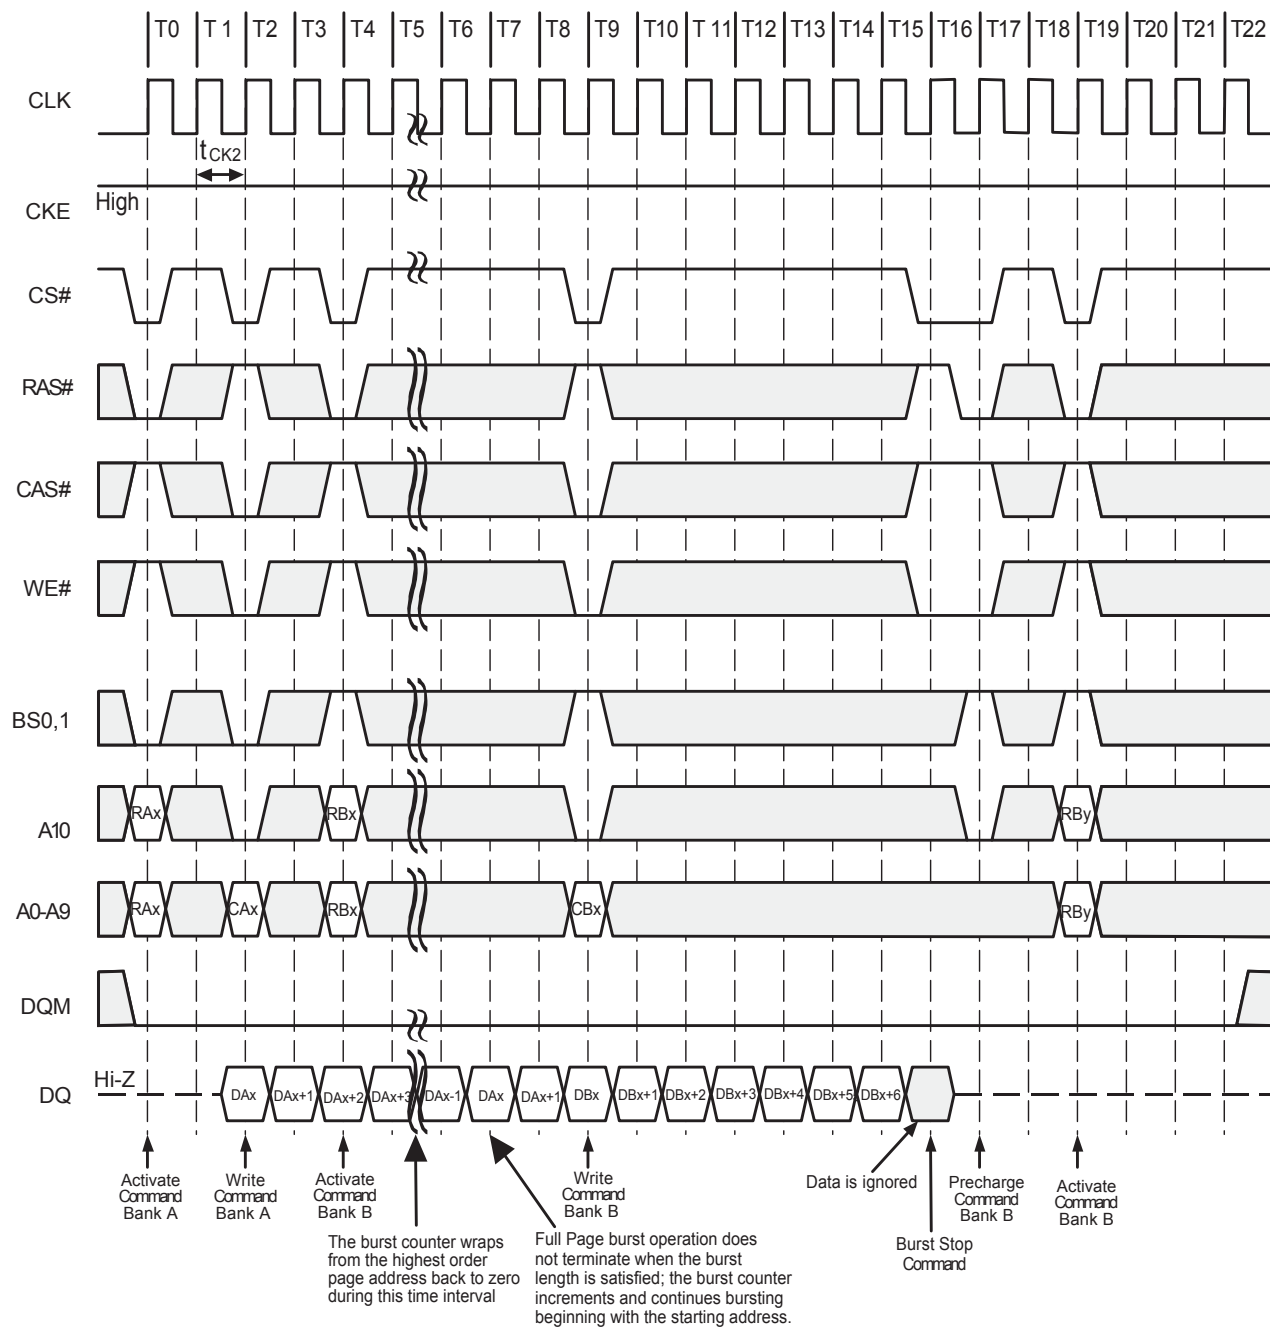 T0 T 1 T2 T3 T4 T5 T6 T7 T8 T9 T10 T 11 T12 T13 T14 T15 T16 T17 T18 T19 T20 T21 T22
CLK
tCK2
High
CKE
CS#
RAS#
CAS#
WE#
BS0,1
A10 RAx RBx RBy
A0-A9 RAx CAx RBx CBx RBy
DQM
Hi-Z
DQ DAx DAx+1 DAx+2 DAx+3 DAx-1 DAx DAx+1 DBx DBx+1 DBx+2 DBx+3 DBx+4 DBx+5 DBx+6
Activate
Command
Bank A
Write
Command
Bank A
Activate
Command
Bank B
Write
Command
Bank B
Data is ignored
Precharge
Command
Bank B
Activate
Command
Bank B
The burst counter wraps
from the highest order
page address back to zero
during this time interval
Full Page burst operation does
not terminate when the burst
length is satisfied; the burst counter
increments and continues bursting
beginning with the starting address.
Burst Stop
Command